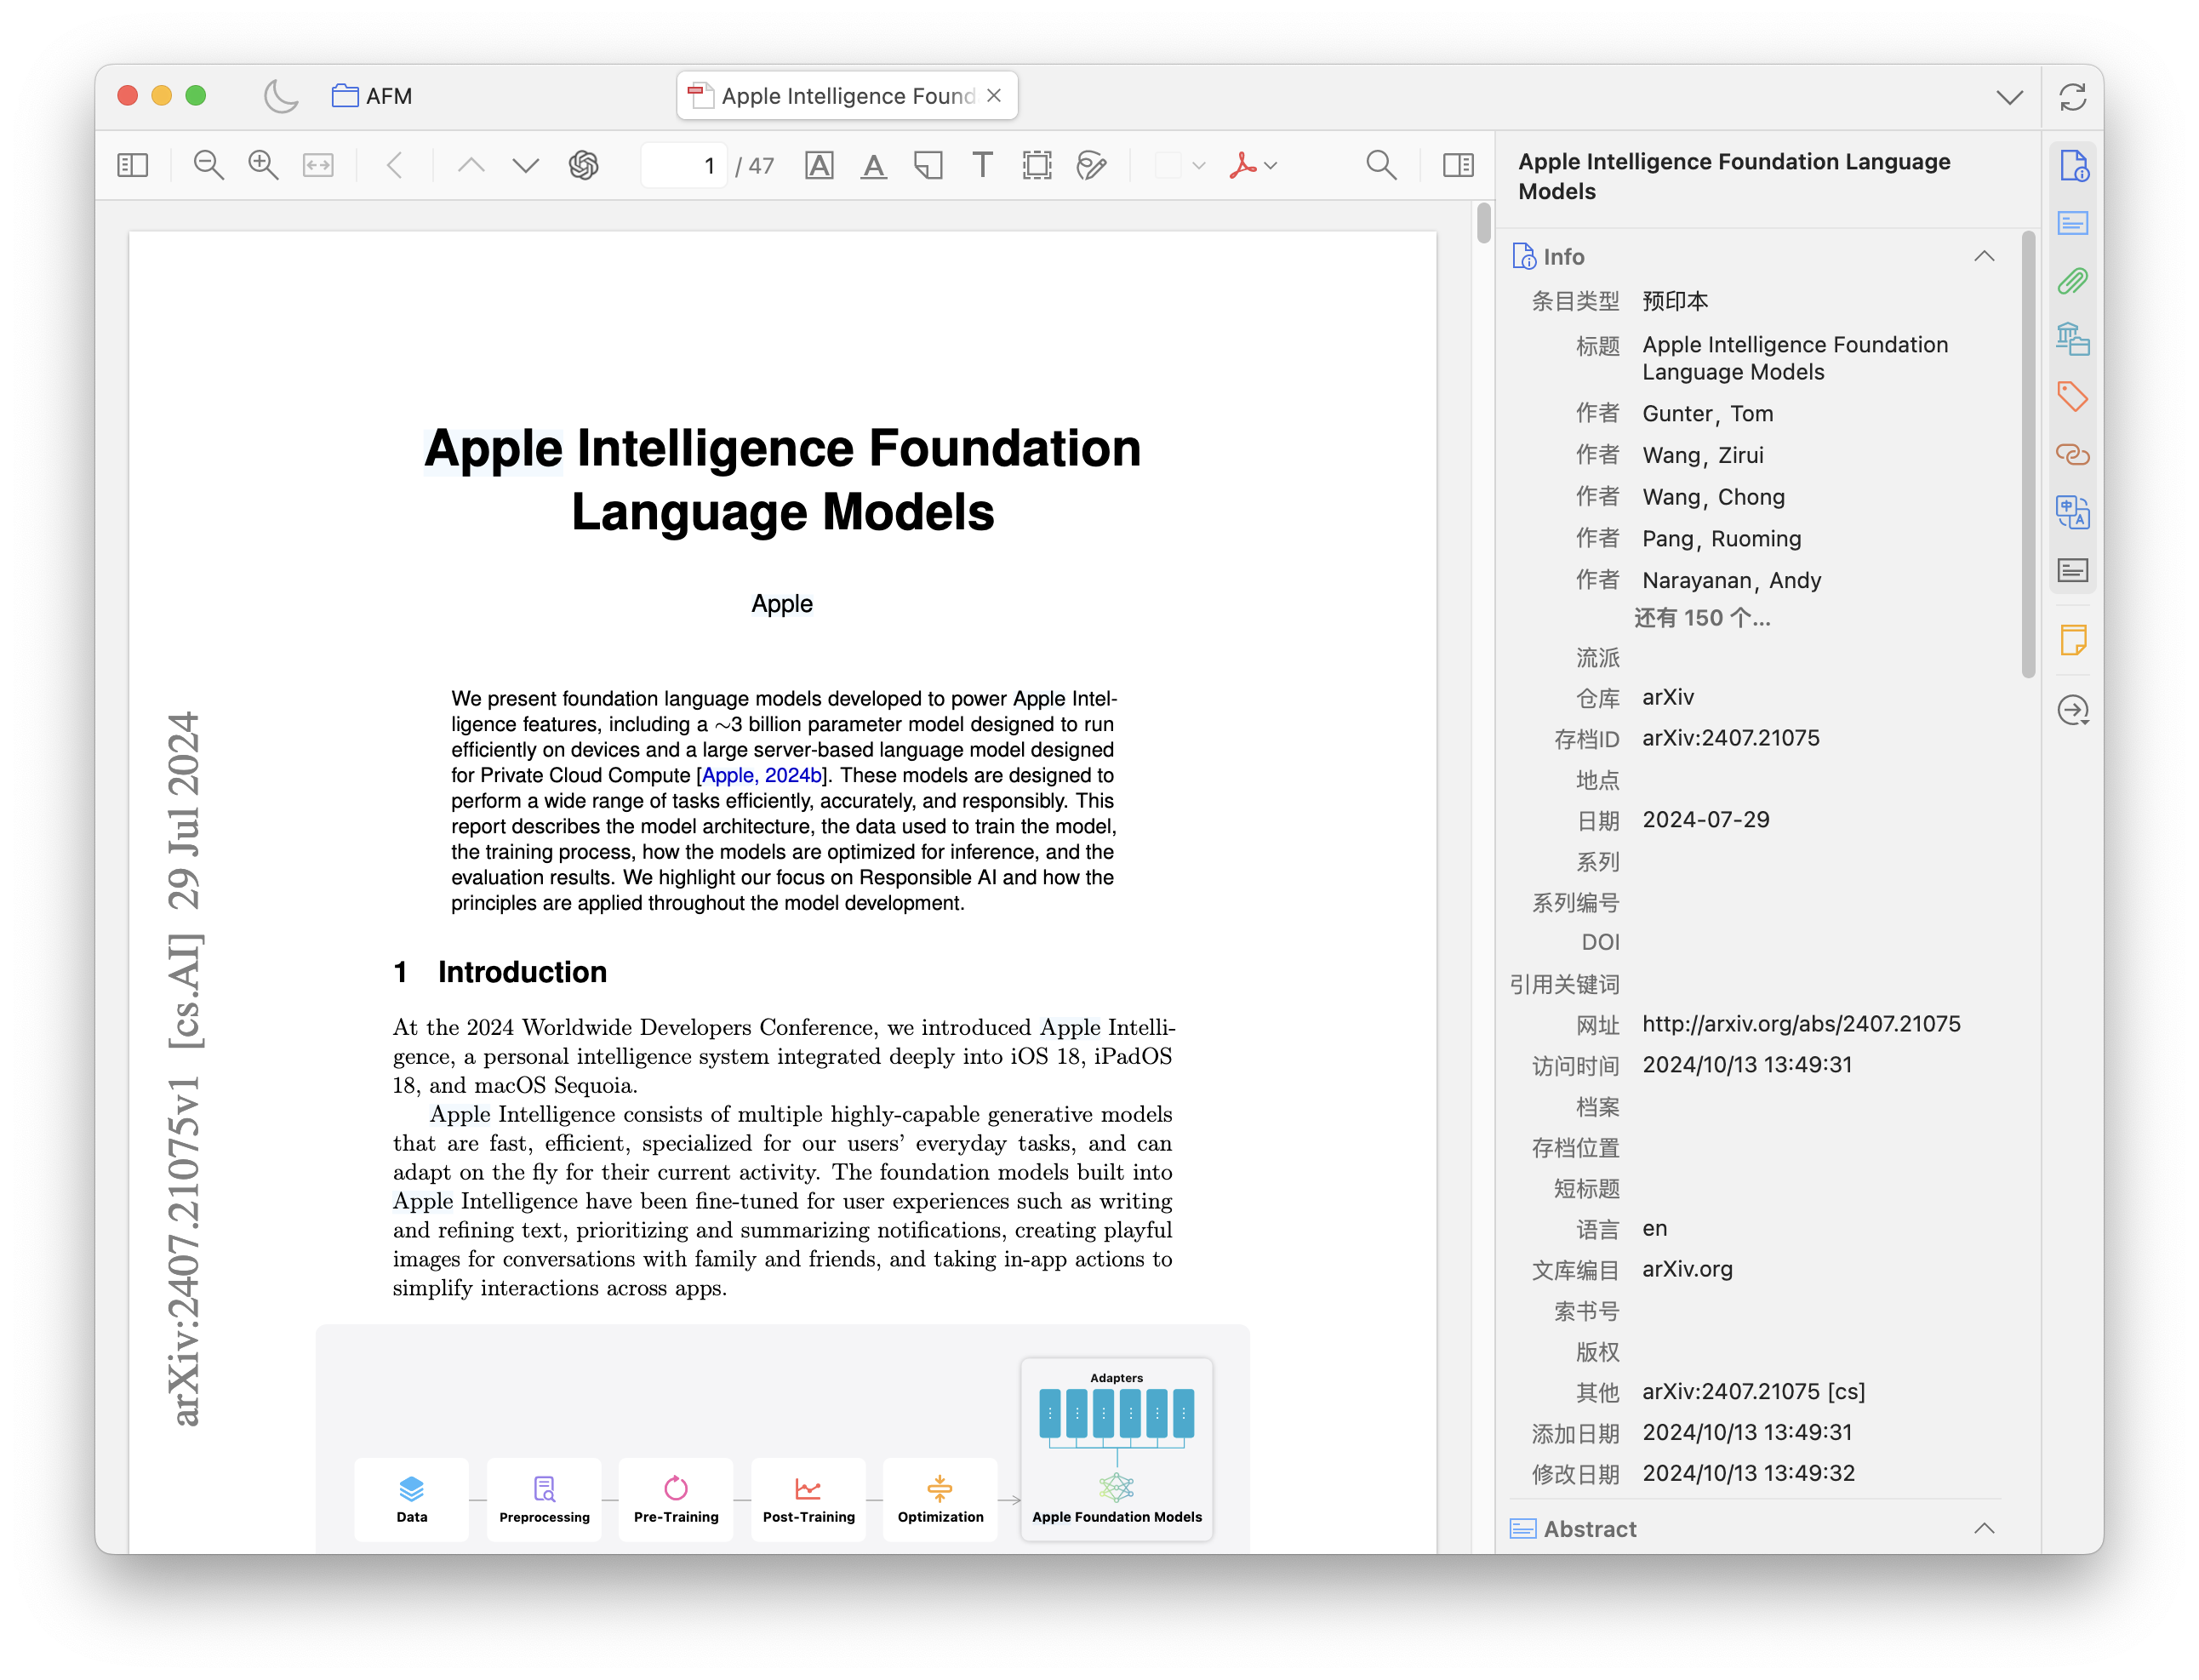 AFM
Apple Intelligence Found
1 / 47
Apple Intelligence Foundation
Language Models
Apple
We present foundation language models developed to power Apple Intel-
ligence features, including a ∼3 billion parameter model designed to run
efficiently on devices and a large server-based language model designed
for Private Cloud Compute [Apple, 2024b]. These models are designed to
perform a wide range of tasks efficiently, accurately, and responsibly. This
report describes the model architecture, the data used to train the model,
the training process, how the models are optimized for inference, and the
evaluation results. We highlight our focus on Responsible AI and how the
principles are applied throughout the model development.
1 Introduction
At the 2024 Worldwide Developers Conference, we introduced Apple Intelli-
gence, a personal intelligence system integrated deeply into iOS 18, iPadOS
18, and macOS Sequoia.
Apple Intelligence consists of multiple highly-capable generative models
that are fast, efficient, specialized for our users’ everyday tasks, and can
adapt on the fly for their current activity. The foundation models built into
Apple Intelligence have been fine-tuned for user experiences such as writing
and refining text, prioritizing and summarizing notifications, creating playful
images for conversations with family and friends, and taking in-app actions to
simplify interactions across apps.
Adapters
Data
Preprocessing
Pre-Training
Post-Training
Optimization
Apple Foundation Models
arXiv:2407.21075v1 [cs.AI] 29 Jul 2024
Apple Intelligence Foundation Language
Models
Info
条目类型 预印本
标题 Apple Intelligence Foundation
Language Models
作者 Gunter, Tom
作者 Wang, Zirui
作者 Wang, Chong
作者 Pang, Ruoming
作者 Narayanan, Andy
还有 150 个...
流派
仓库 arXiv
存档ID arXiv:2407.21075
地点
日期 2024-07-29
系列
系列编号
DOI
引用关键词
网址 http://arxiv.org/abs/2407.21075
访问时间 2024/10/13 13:49:31
档案
存档位置
短标题
语言 en
文库编目 arXiv.org
索书号
版权
其他 arXiv:2407.21075 [cs]
添加日期 2024/10/13 13:49:31
修改日期 2024/10/13 13:49:32
Abstract